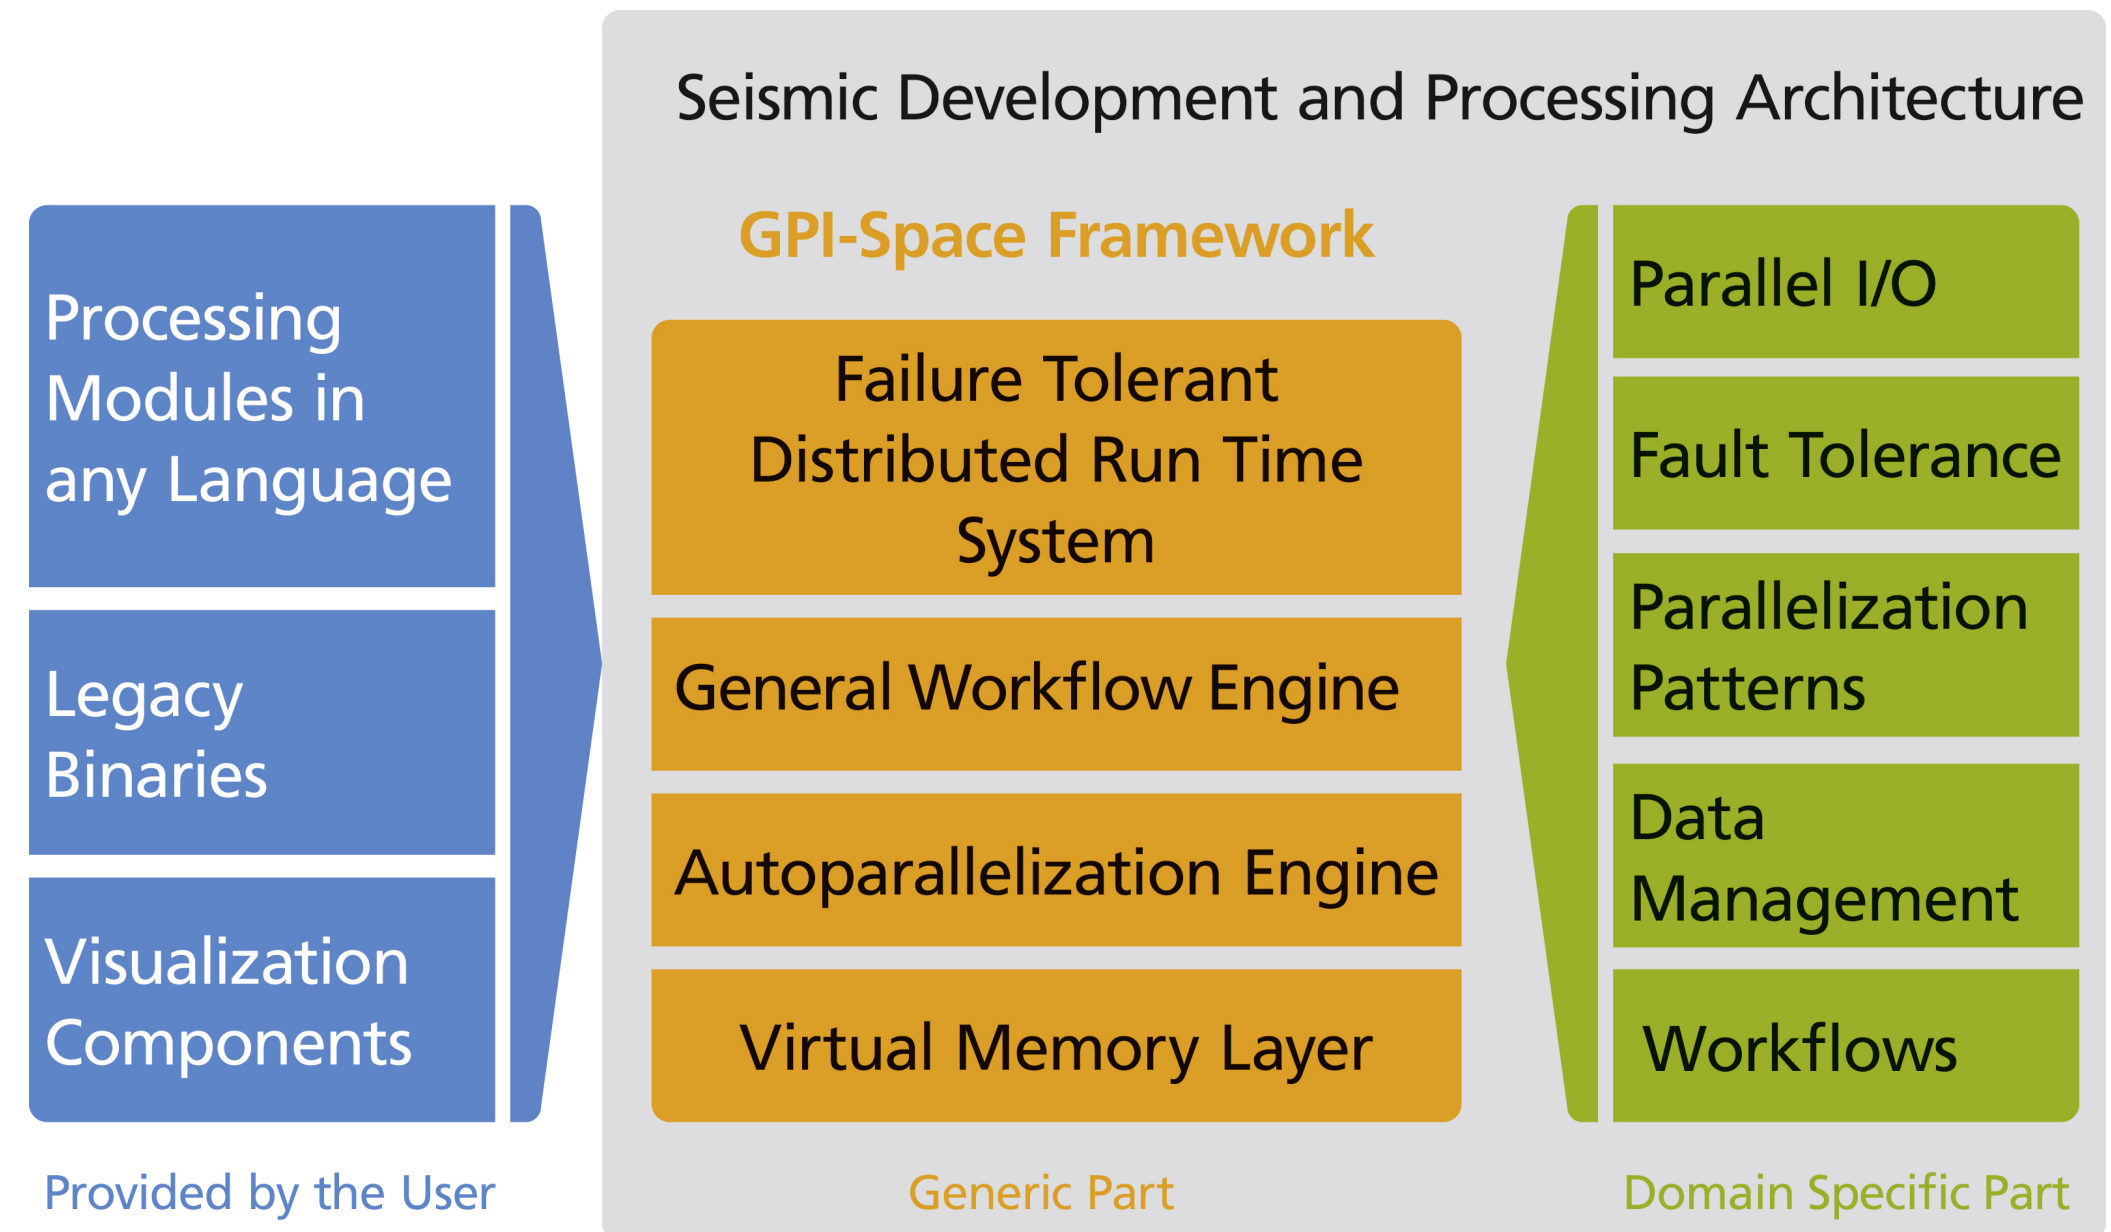 Seismic Development and Processing Architecture
Processing
Modules in
any Language
Legacy
Binaries
Visualization
Components
Provided by the User
GPI-Space Framework
Failure Tolerant
Distributed Run Time
System
General Workflow Engine
Autoparallelization Engine
Virtual Memory Layer
Generic Part
Parallel I/O
Fault Tolerance
Parallelization
Patterns
Data
Management
Workflows
Domain Specific Part